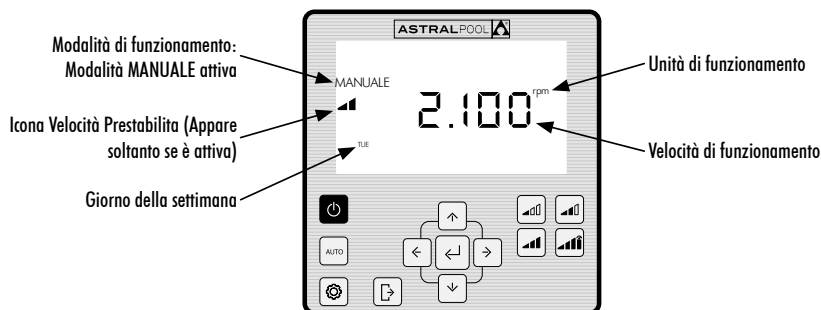 ASTRALPOOL
Modalità di funzionamento:
Modalità MANUALE attiva
Icona Velocità Prestabilita (Appare
soltanto se è attiva)
Giorno della settimana
MANUALE
2.100
rpm
TUE
Unità di funzionamento
Velocità di funzionamento
AUTO